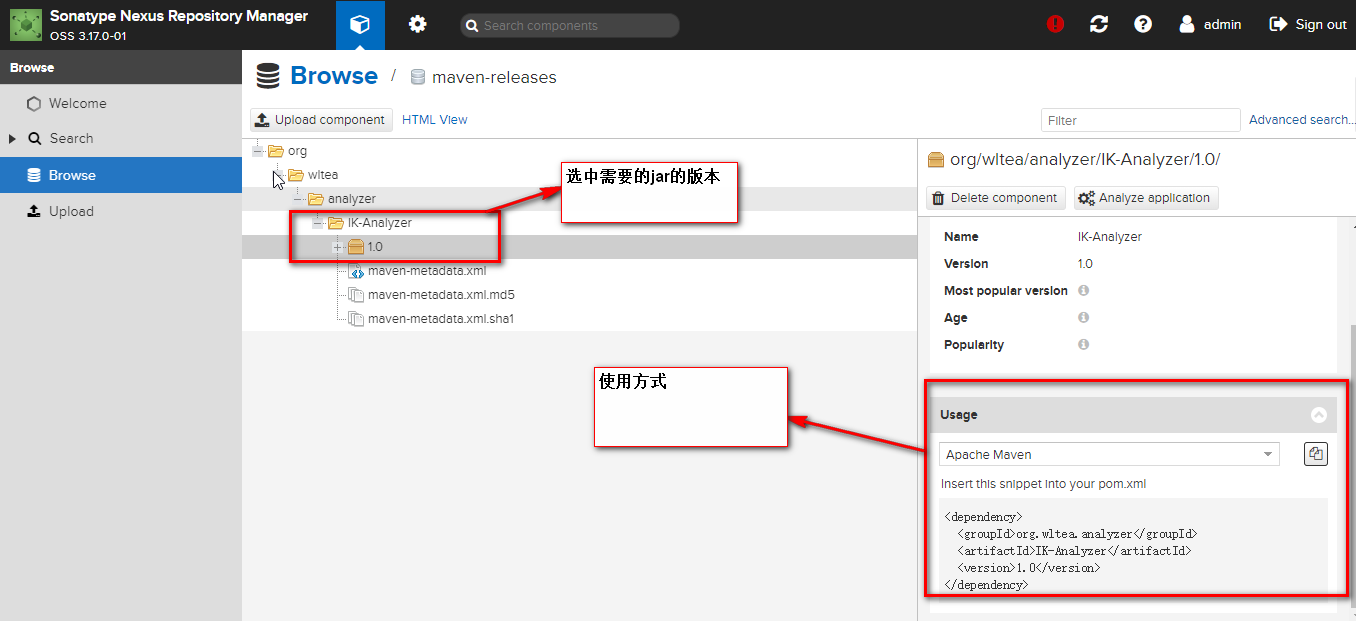 Sonatype Nexus Repository Manager
OSS 3.17.0-01
Search components
admin
Sign out
Browse
Welcome
Search
Browse
Upload
Browse / maven-releases
Upload component
HTML View
Filter
Advanced search...
org
wltea
analyzer
IK-Analyzer
1.0
maven-metadata.xml
maven-metadata.xml.md5
maven-metadata.xml.sha1
选中需要的jar的版本
使用方式
org/wltea/analyzer/IK-Analyzer/1.0/
Delete component
Analyze application
Name IK-Analyzer
Version 1.0
Most popular version
Age
Popularity
Usage
Apache Maven
Insert this snippet into your pom.xml
<dependency>
<groupId>org.wltea.analyzer</groupId>
<artifactId>IK-Analyzer</artifactId>
<version>1.0</version>
</dependency>